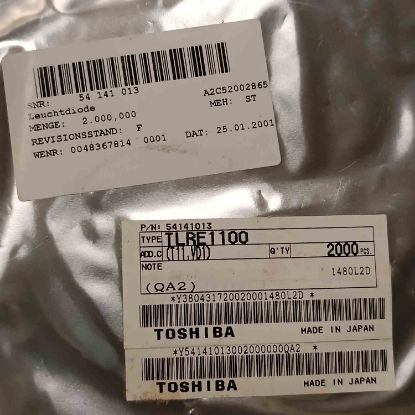 SNR: 54 141 013 A2C52002865
Leuchtdiode MEH: ST
MENGE: 2.000,000
REVISIONSSTAND: F
WENR: 0048367814 0001 DAT: 25.01.2001
P/N: 54141013
TYPE TLRE1100
ADD.C (T11,V01) Q'TY 2000 PCS.
NOTE 1480L2D
(QA2)
*Y380431720020001480L2D *
TOSHIBA MADE IN JAPAN
*Y54141013002000000QA2 *
TOSHIBA MADE IN JAPAN